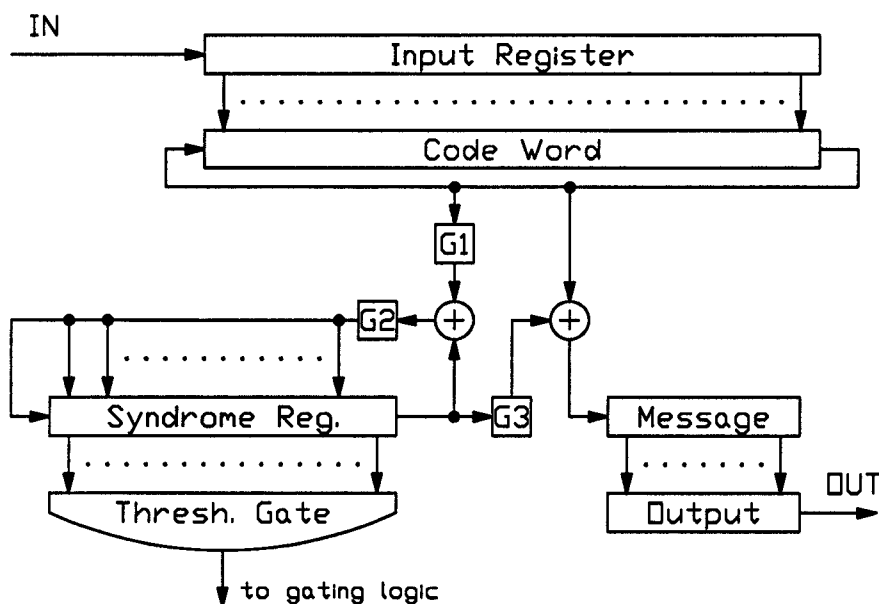 IN
Input Register
Code Word
G1
G2
+
+
Syndrome Reg.
G3
Message
Thresh. Gate
Output
OUT
to gating logic